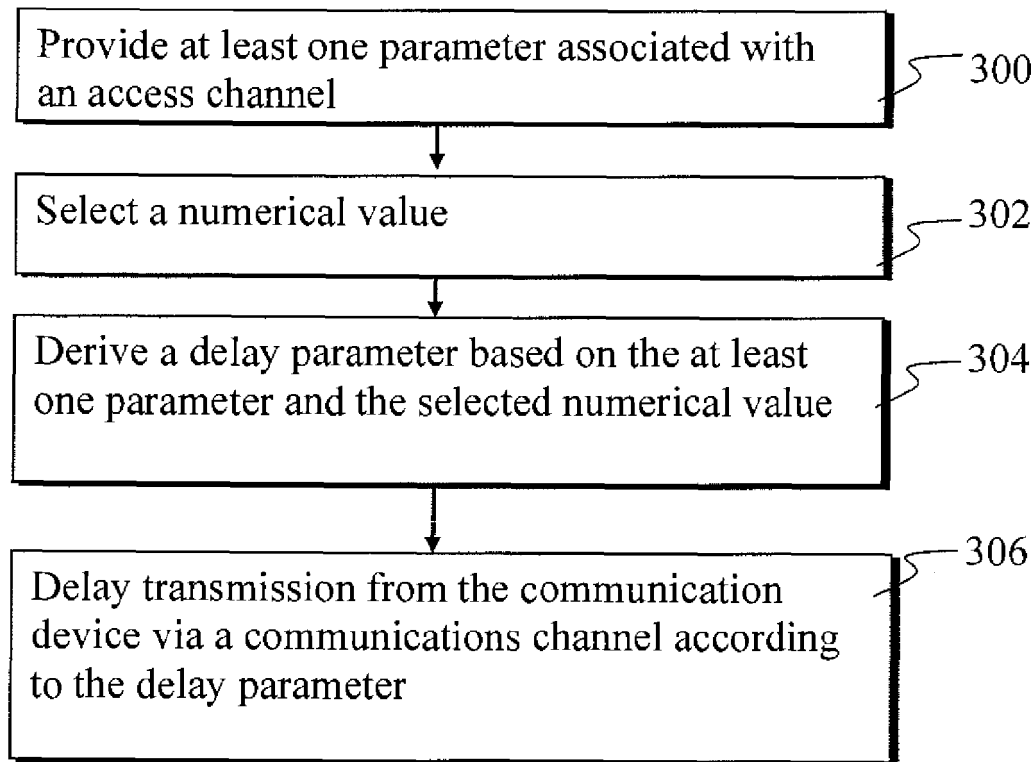 Provide at least one parameter associated with
an access channel
300
Select a numerical value
302
Derive a delay parameter based on the at least
one parameter and the selected numerical value
304
Delay transmission from the communication
device via a communications channel according
to the delay parameter
306